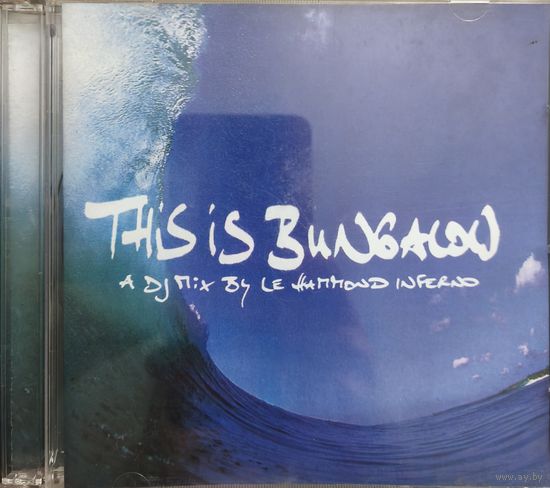 THIS IS BUNGALOW
A DJ MIX BY LE HAMMOND INFERNO
www.ay.by